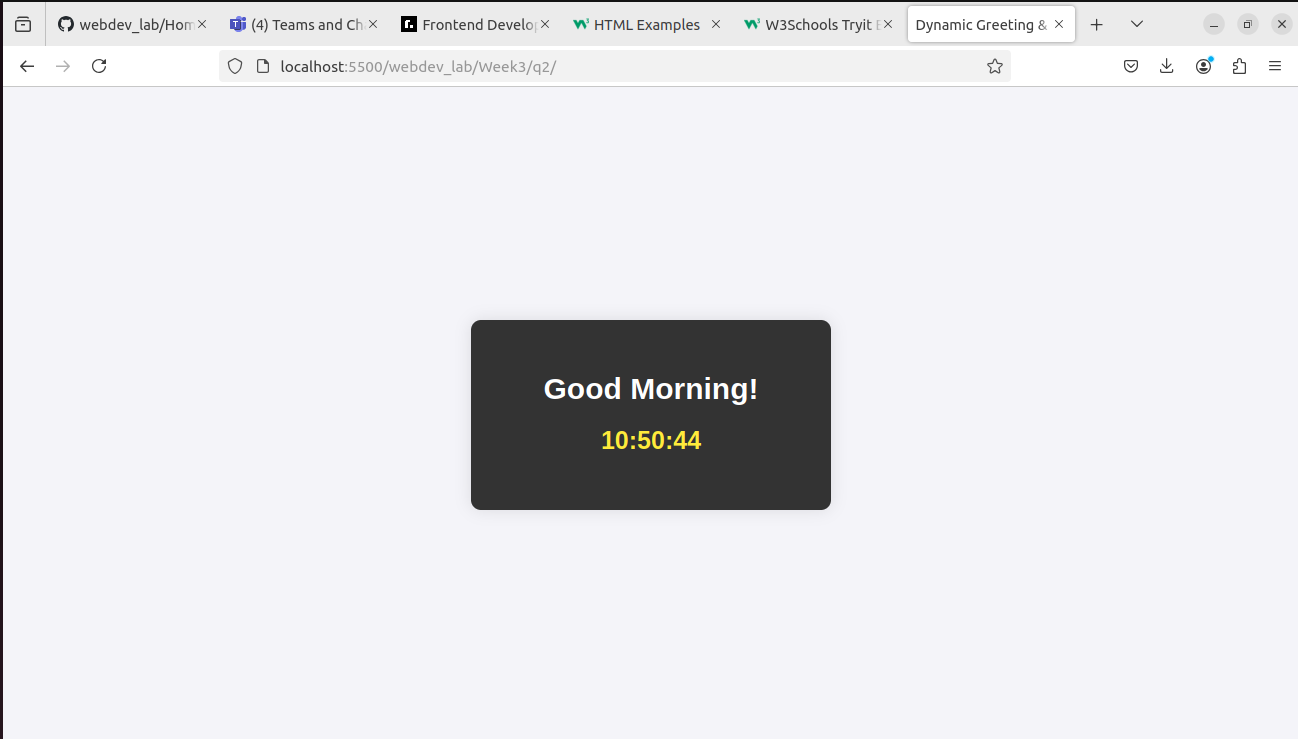 webdev_lab/Hom
(4) Teams and Ch
Frontend Develo
HTML Examples
W3Schools Tryit E
Dynamic Greeting &
localhost:5500/webdev_lab/Week3/q2/
Good Morning!
10:50:44